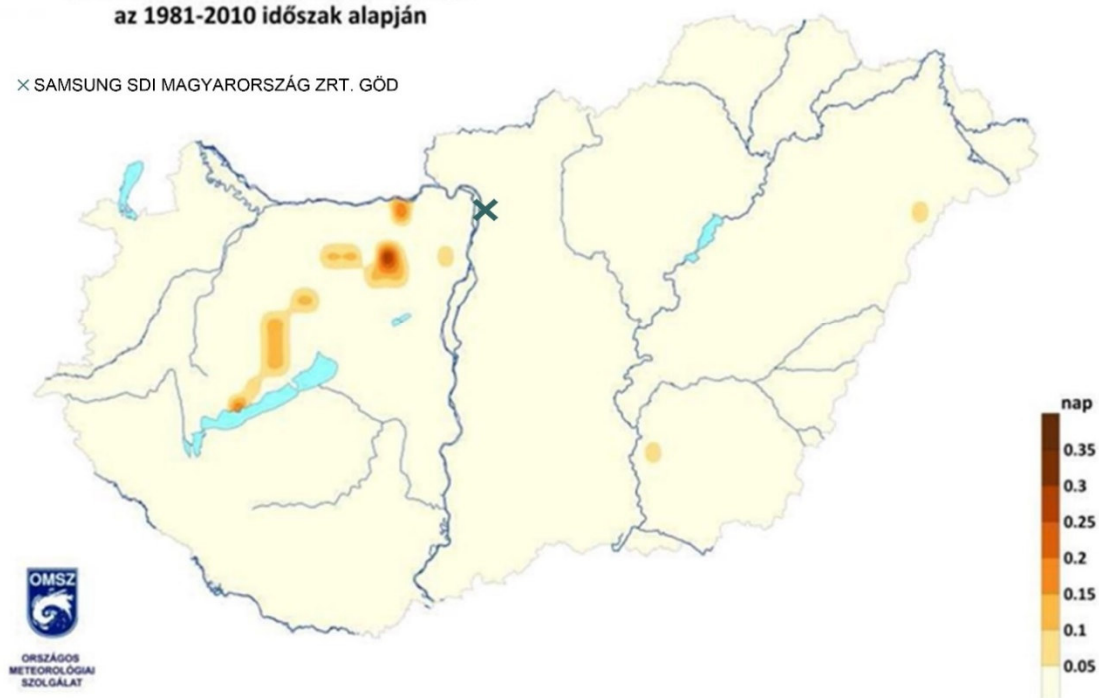 az 1981-2010 időszak alapján
× SAMSUNG SDI MAGYARORSZÁG ZRT. GÖD
nap
0.35
0.3
0.25
0.2
0.15
0.1
0.05
OMSZ
ORSZÁGOS
METEOROLÓGIAI
SZOLGÁLAT